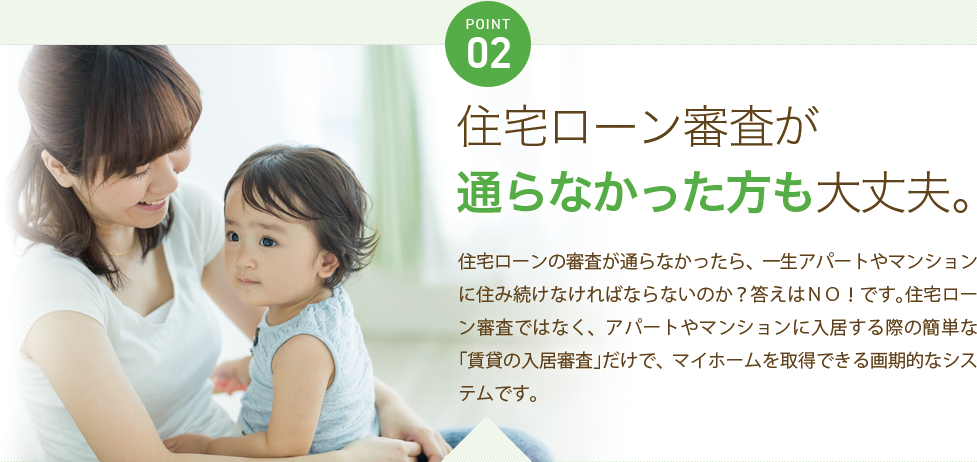 POINT
02
住宅ローン審査が
通らなかった方も大丈夫。
住宅ローンの審査が通らなかったら、一生アパートやマンション
に住み続けなければならないのか？答えはＮＯ！です。住宅ロー
ン審査ではなく、アパートやマンションに入居する際の簡単な
「賃貸の入居審査」だけで、マイホームを取得できる画期的なシス
テムです。